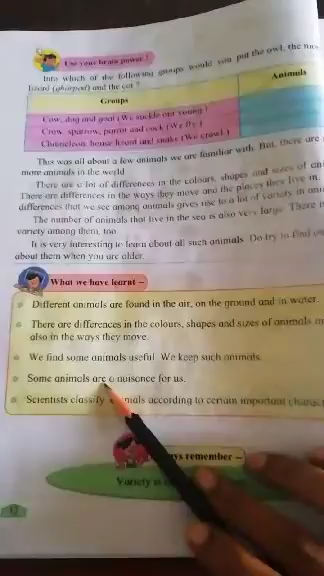 Use your brain power !
Into which of the following groups would you put the owl, the
lizard (gharpad) and the cat ?
Groups
Animals
Cow, dog and goat (We suckle our young.)
Crow, sparrow, parrot and cock (We fly.)
Chameleon, house lizard and snake (We crawl.)
This was all about a few animals we are familiar with. But, there are
more animals in the world.
There are a lot of differences in the colours, shapes and sizes of
There are differences in the ways they move and the places they live in.
differences that we see among animals gives rise to a lot of variety in
The number of animals that live in the sea is also very large. There
variety among them, too.
It is very interesting to learn about all such animals. Do try to find
about them when you are older.
What we have learnt –
Different animals are found in the air, on the ground and in water.
There are differences in the colours, shapes and sizes of animals
also in the ways they move.
We find some animals useful. We keep such animals.
Some animals are a nuisance for us.
Scientists classify according to certain important
remember –
Variety is
12